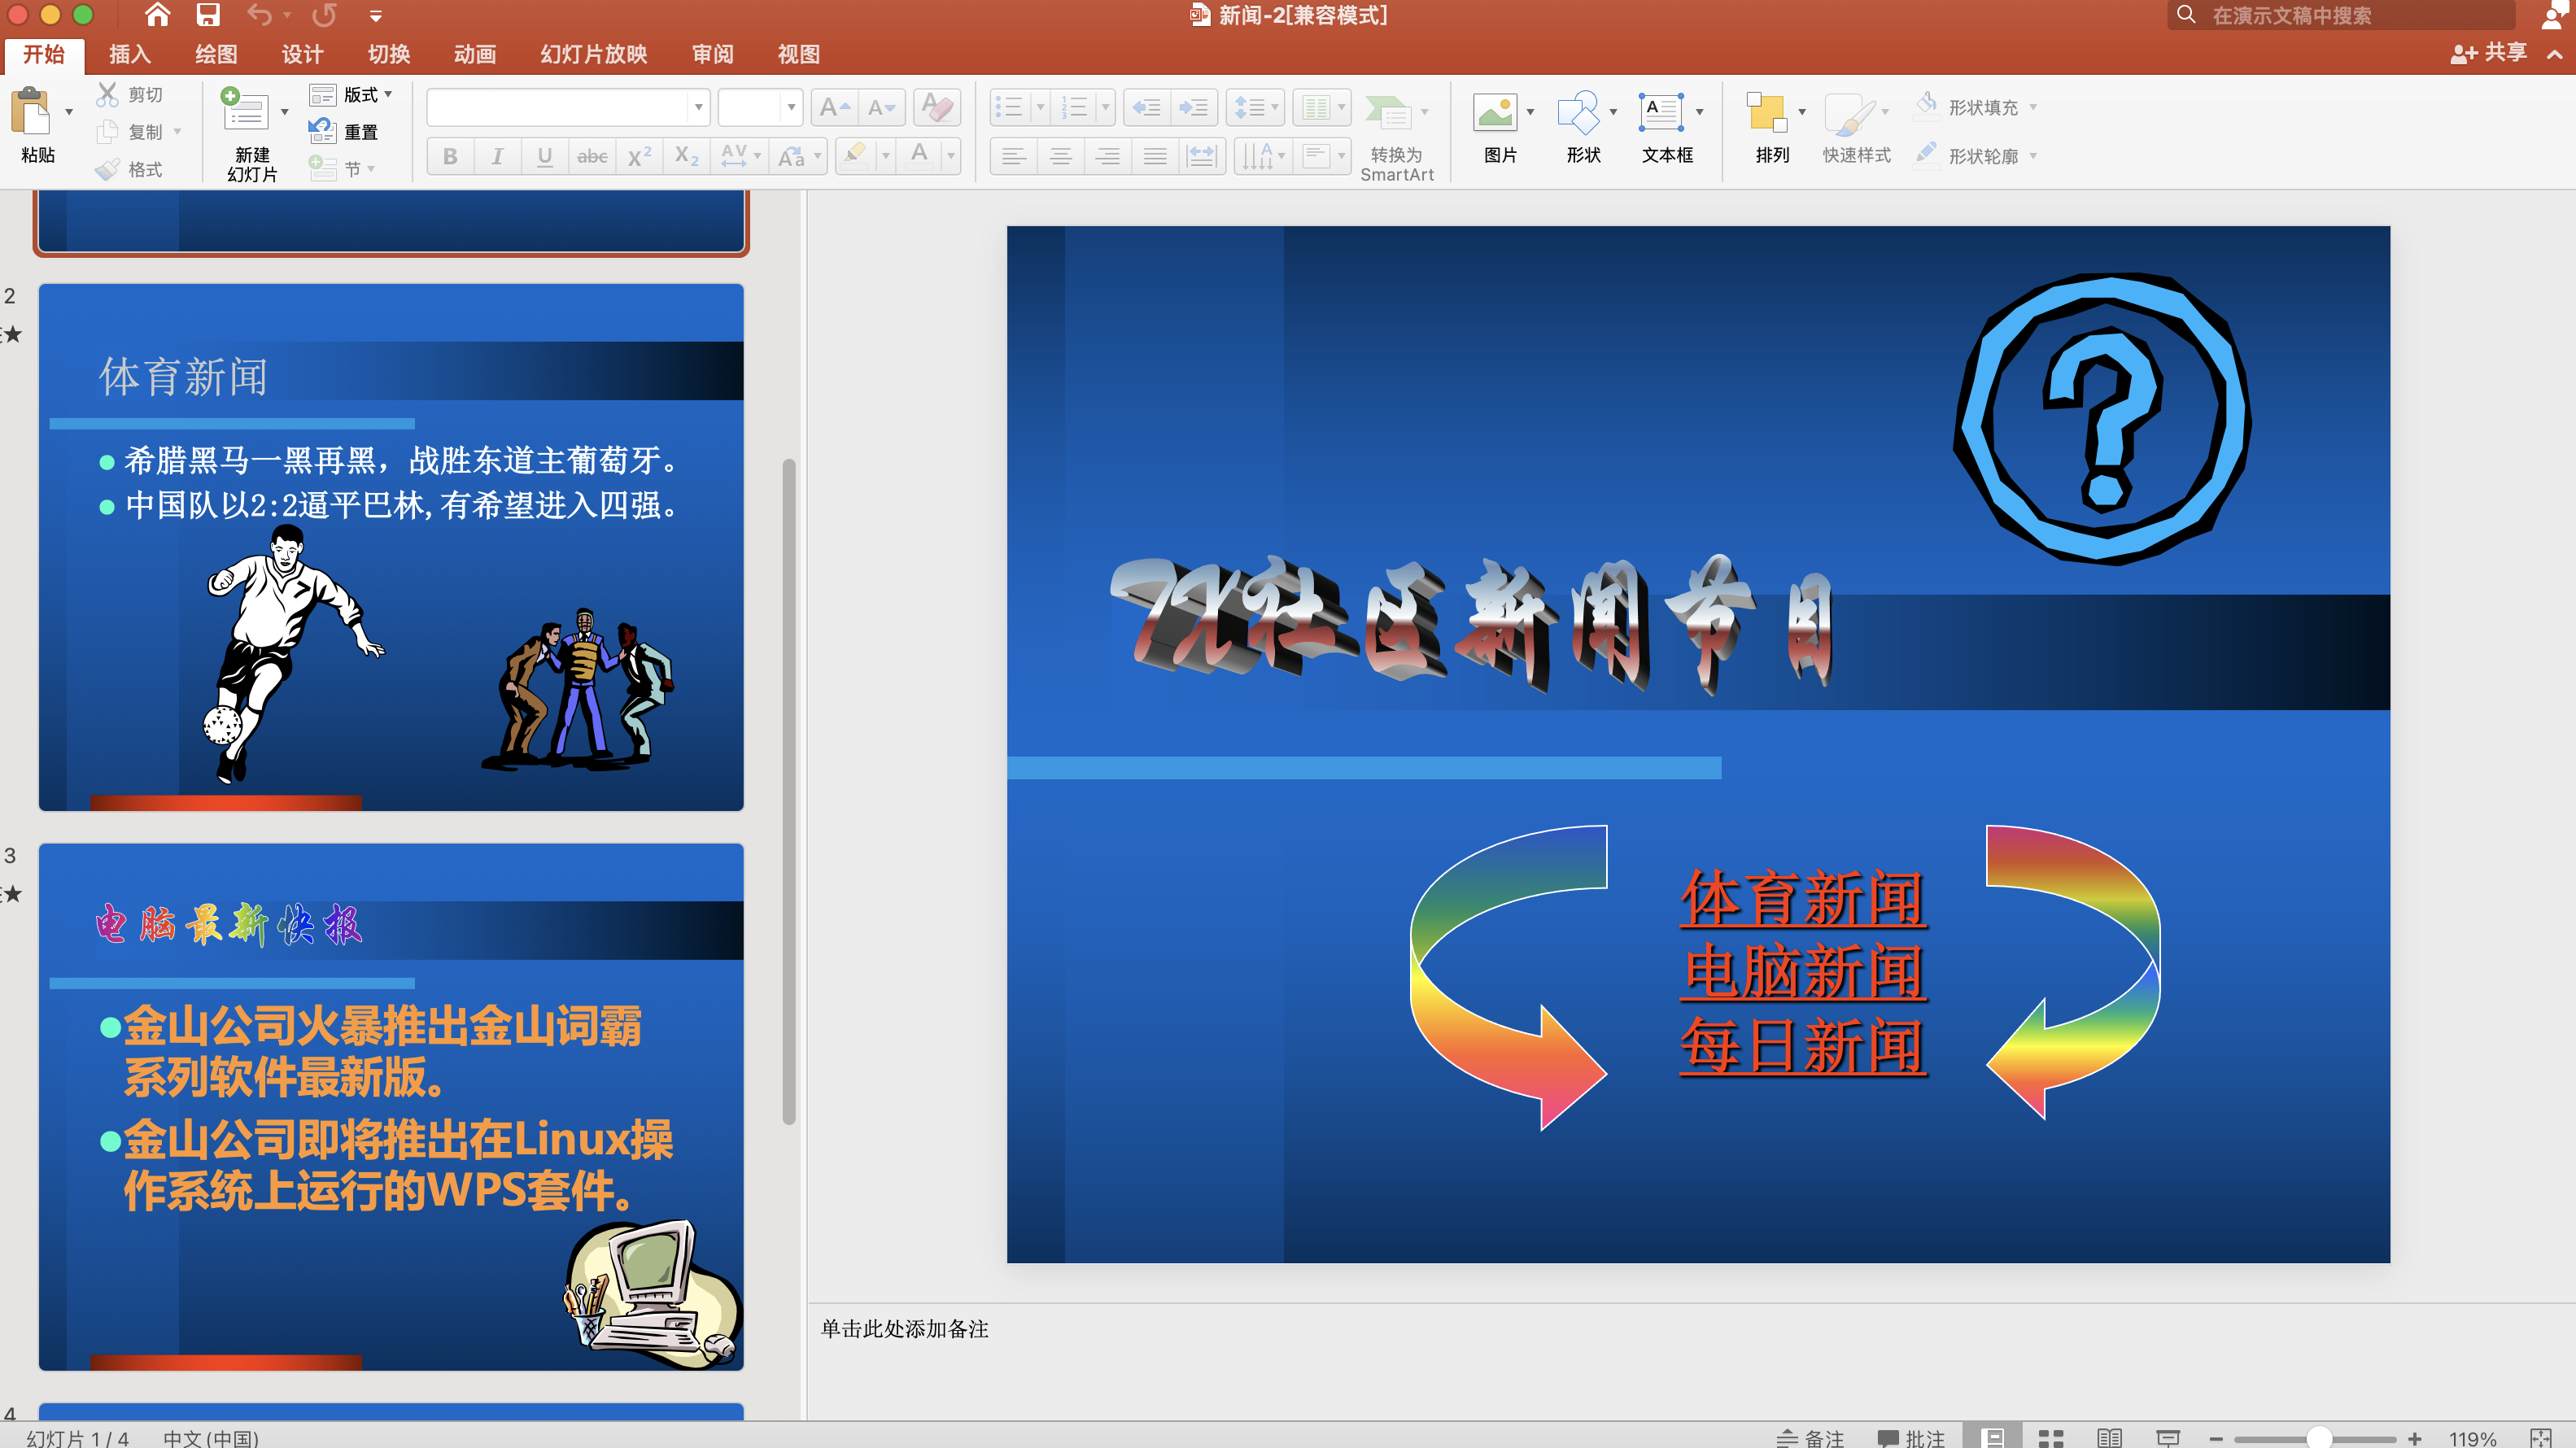 新闻-2[兼容模式]
在演示文稿中搜索
开始 插入 绘图 设计 切换 动画 幻灯片放映 审阅 视图
共享
粘贴
剪切
复制
格式
新建
幻灯片
版式
重置
节
转换为
SmartArt
图片
形状
文本框
排列
快速样式
形状填充
形状轮廓
2
体育新闻
希腊黑马一黑再黑，战胜东道主葡萄牙。
中国队以2:2逼平巴林,有希望进入四强。
3
电脑最新快报
金山公司火暴推出金山词霸
系列软件最新版。
金山公司即将推出在Linux操
作系统上运行的WPS套件。
4
社区新闻节目
体育新闻
电脑新闻
每日新闻
单击此处添加备注
幻灯片 1 / 4 中文 (中国)
备注 批注 119%